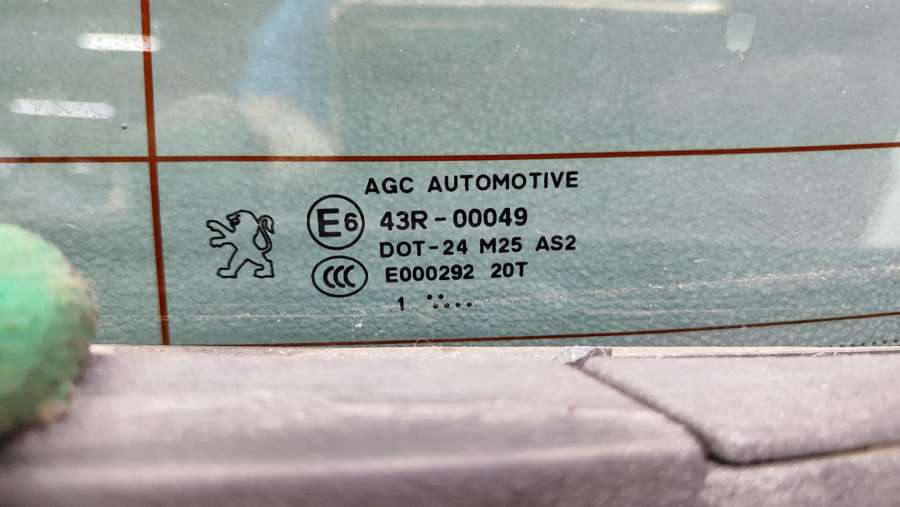 AGC AUTOMOTIVE
E6 43R-00049
DOT-24 M25 AS2
CCC E000292 20T
1